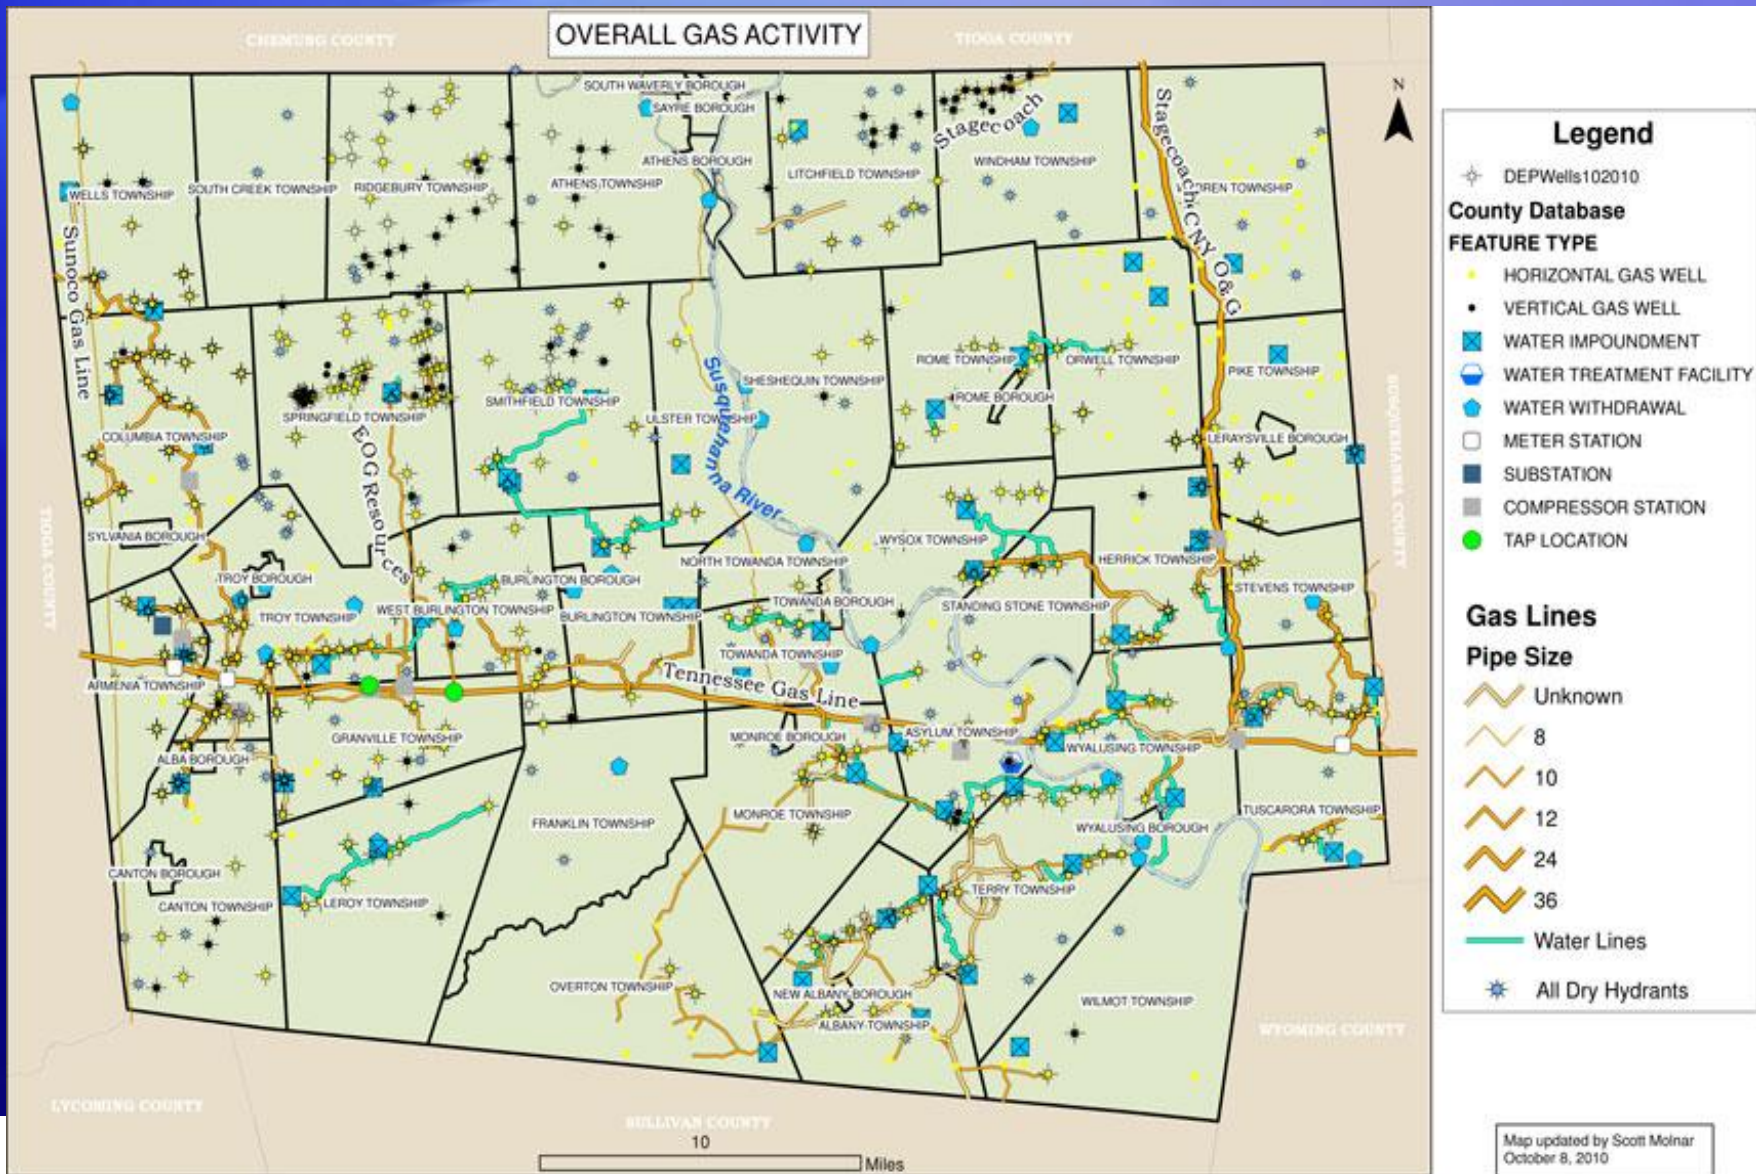 OVERALL GAS ACTIVITY
CHEMUNG COUNTY
TIOGA COUNTY
SOUTH WAVERLY BOROUGH
SAYRE BOROUGH
Stagecoach
Stagecoach CNY O&G
ATHENS BOROUGH
WINDHAM TOWNSHIP
LITCHFIELD TOWNSHIP
WELLS TOWNSHIP
SOUTH CREEK TOWNSHIP
RIDGEBURY TOWNSHIP
ATHENS TOWNSHIP
RREN TOWNSHIP
Sunoco Gas Line
ROME TOWNSHIP
ORWELL TOWNSHIP
PIKE TOWNSHIP
SHESHEQUIN TOWNSHIP
ROME BOROUGH
SMITHFIELD TOWNSHIP
SPRINGFIELD TOWNSHIP
ULSTER TOWNSHIP
Susquehanna River
COLUMBIA TOWNSHIP
LERAYSVILLE BOROUGH
SUSQUEHANNA COUNTY
EOG Resources
TIOGA COUNTY
SYLVANIA BOROUGH
WYSOX TOWNSHIP
NORTH TOWANDA TOWNSHIP
HERRICK TOWNSHIP
TROY BOROUGH
BURLINGTON BOROUGH
STEVENS TOWNSHIP
TOWANDA BOROUGH
STANDING STONE TOWNSHIP
TROY TOWNSHIP
WEST BURLINGTON TOWNSHIP
BURLINGTON TOWNSHIP
TOWANDA TOWNSHIP
Tennessee Gas Line
ARMENIA TOWNSHIP
GRANVILLE TOWNSHIP
MONROE BOROUGH
ASYLUM TOWNSHIP
WYALUSING TOWNSHIP
ALBA BOROUGH
FRANKLIN TOWNSHIP
MONROE TOWNSHIP
TUSCARORA TOWNSHIP
WYALUSING BOROUGH
CANTON BOROUGH
TERRY TOWNSHIP
CANTON TOWNSHIP
LEROY TOWNSHIP
OVERTON TOWNSHIP
NEW ALBANY BOROUGH
WILMOT TOWNSHIP
ALBANY TOWNSHIP
WYOMING COUNTY
LYCOMING COUNTY
SULLIVAN COUNTY
10
Miles
N
Legend
DEPWells102010
County Database
FEATURE TYPE
HORIZONTAL GAS WELL
VERTICAL GAS WELL
WATER IMPOUNDMENT
WATER TREATMENT FACILITY
WATER WITHDRAWAL
METER STATION
SUBSTATION
COMPRESSOR STATION
TAP LOCATION
Gas Lines
Pipe Size
Unknown
8
10
12
24
36
Water Lines
All Dry Hydrants
Map updated by Scott Molnar
October 8, 2010